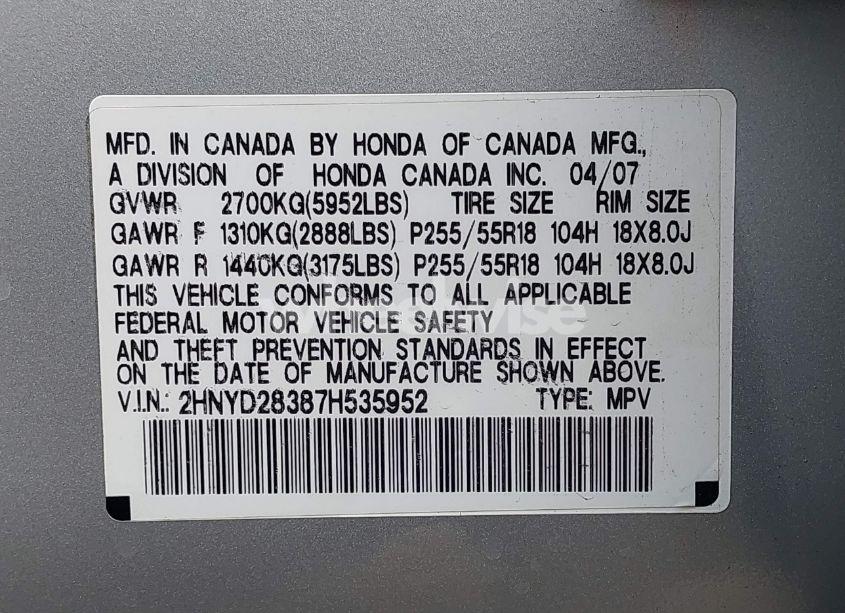 MFD. IN CANADA BY HONDA OF CANADA MFG.,
A DIVISION OF HONDA CANADA INC. 04/07
GVWR 2700KG(5952LBS) TIRE SIZE RIM SIZE
GAWR F 1310KG(2888LBS) P255/55R18 104H 18X8.0J
GAWR R 1440KG(3175LBS) P255/55R18 104H 18X8.0J
THIS VEHICLE CONFORMS TO ALL APPLICABLE
FEDERAL MOTOR VEHICLE SAFETY
AND THEFT PREVENTION STANDARDS IN EFFECT
ON THE DATE OF MANUFACTURE SHOWN ABOVE.
V.I.N.: 2HNYD28387H535952 TYPE: MPV